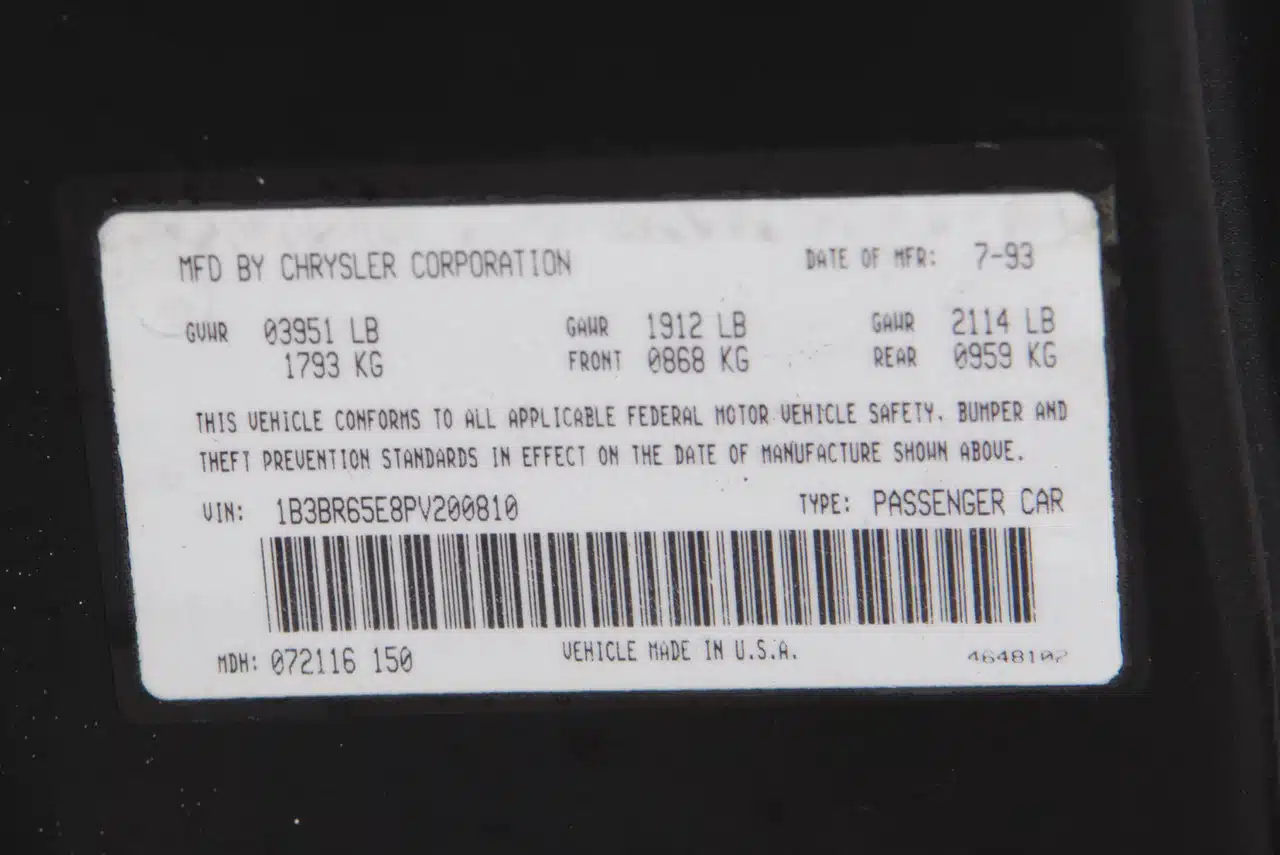 MFD BY CHRYSLER CORPORATION DATE OF MFR: 7-93
GVWR 03951 LB GAWR 1912 LB GAWR 2114 LB
1793 KG FRONT 0868 KG REAR 0959 KG
THIS VEHICLE CONFORMS TO ALL APPLICABLE FEDERAL MOTOR VEHICLE SAFETY, BUMPER AND
THEFT PREVENTION STANDARDS IN EFFECT ON THE DATE OF MANUFACTURE SHOWN ABOVE.
VIN: 1B3BR65E8PV200810 TYPE: PASSENGER CAR
MDH: 072116 150 VEHICLE MADE IN U.S.A. 4648102